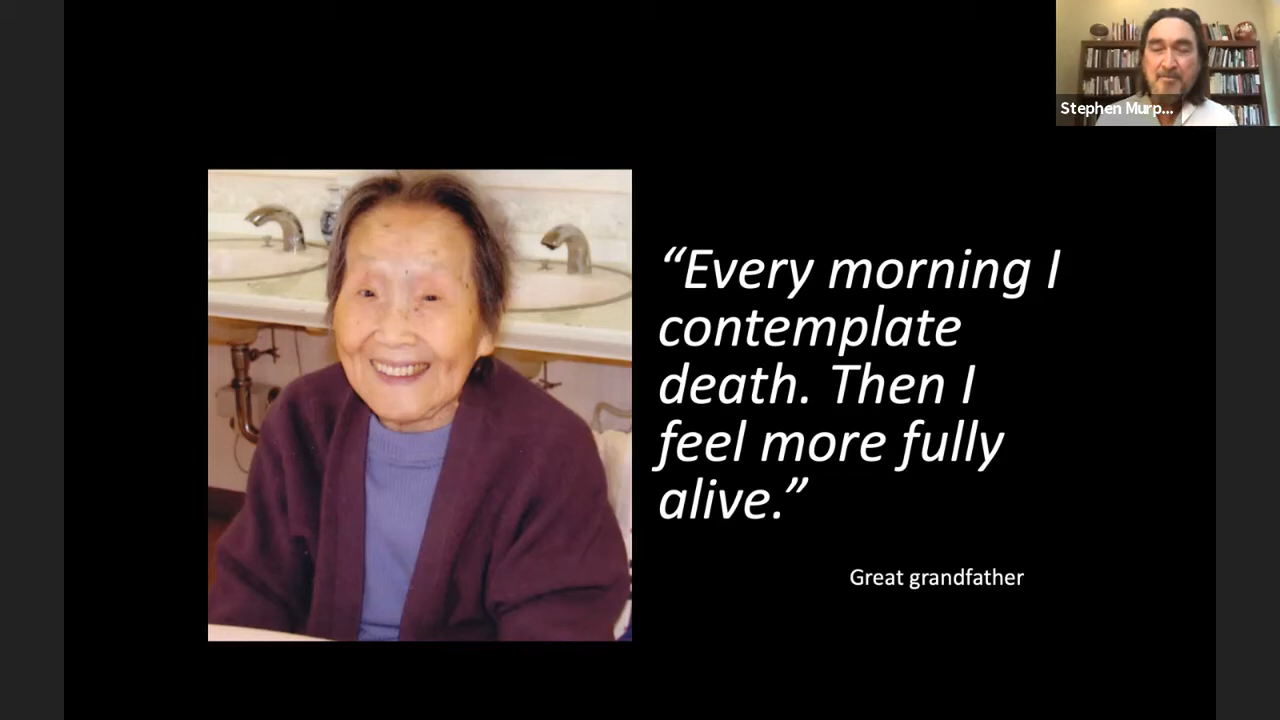 Stephen Murp...
“Every morning I
contemplate
death. Then I
feel more fully
alive.”
Great grandfather